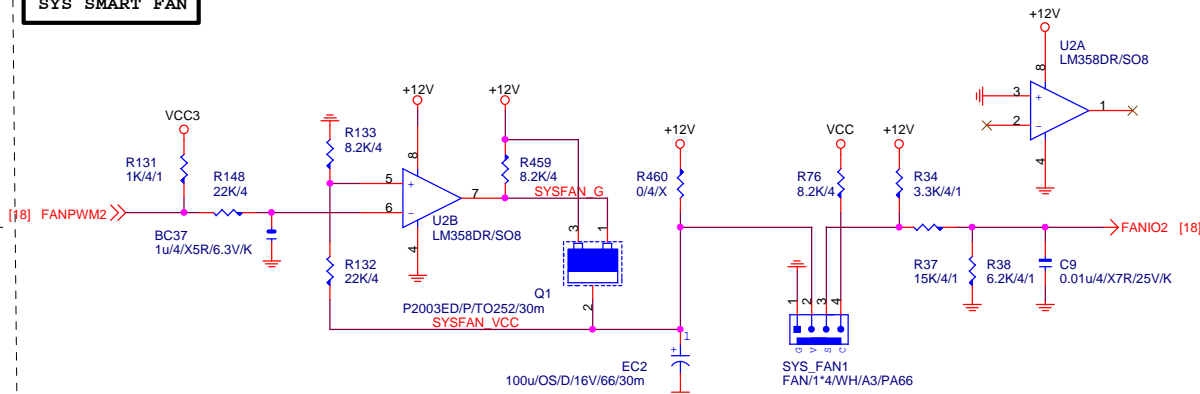 SYS SMART FAN
+12V
U2A
LM358DR/SO8
8
3
+
1
2
-
4
+12V
+12V
VCC3
R133
8.2K/4
8
R131
1K/4/1
R148
22K/4
R459
8.2K/4
+12V
R460
0/4/X
VCC
R76
8.2K/4
+12V
R34
3.3K/4/1
5
+
7
SYSFAN_G
[18] FANPWM2
6
-
U2B
LM358DR/SO8
4
3
1
FANIO2 [18]
BC37
1u/4/X5R/6.3V/K
R132
22K/4
R37
15K/4/1
R38
6.2K/4/1
C9
0.01u/4/X7R/25V/K
Q1
P2003ED/P/TO252/30m
2
SYSFAN_VCC
1
2
3
4
G
V
S
C
1
+
EC2
100u/OS/D/16V/66/30m
SYS_FAN1
FAN/1*4/WH/A3/PA66